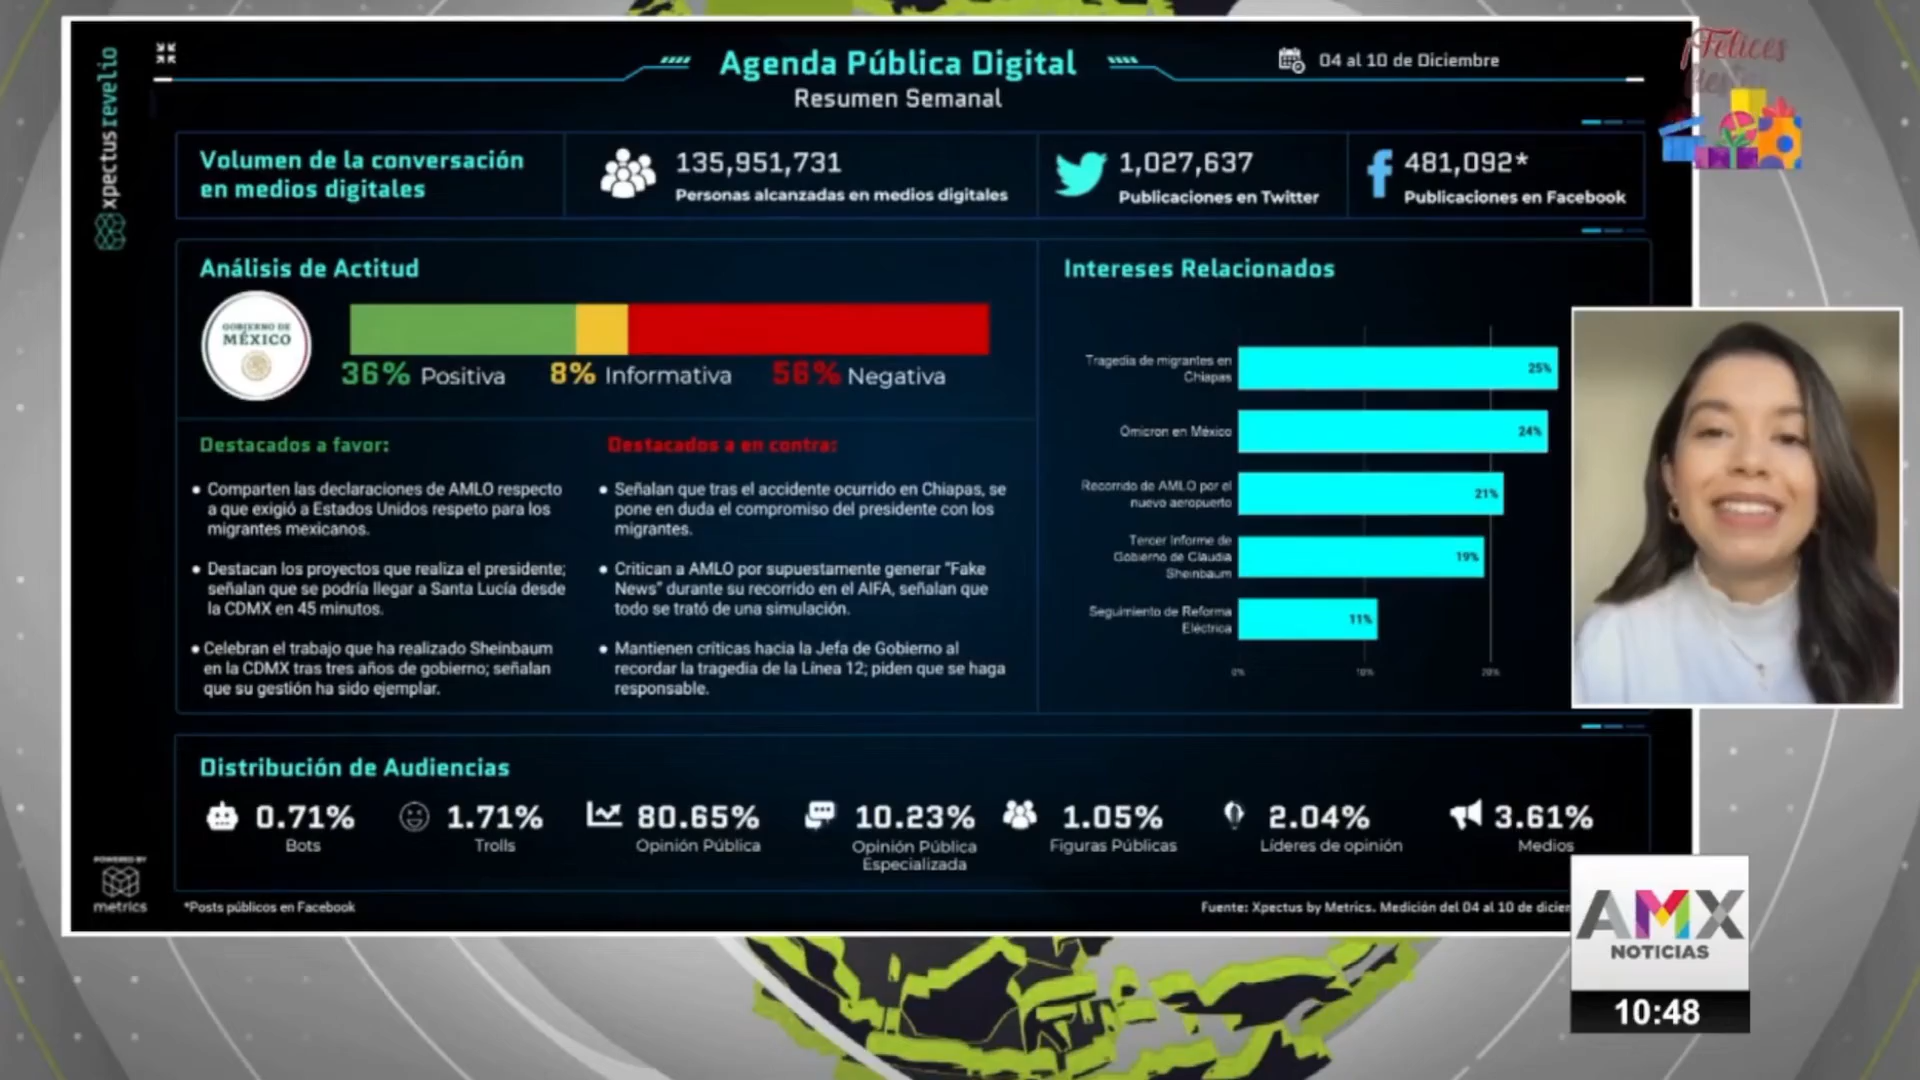 xpectusrevelio
Agenda Pública Digital
Resumen Semanal
04 al 10 de Diciembre
¡Felices
Volumen de la conversación
en medios digitales
135,951,731
Personas alcanzadas en medios digitales
1,027,637
Publicaciones en Twitter
481,092*
Publicaciones en Facebook
Análisis de Actitud
GOBIERNO DE
MÉXICO
36% Positiva
8% Informativa
56% Negativa
Destacados a favor:
• Comparten las declaraciones de AMLO respecto
a que exigió a Estados Unidos respeto para los
migrantes mexicanos.
• Destacan los proyectos que realiza el presidente;
señalan que se podría llegar a Santa Lucía desde
la CDMX en 45 minutos.
• Celebran el trabajo que ha realizado Sheinbaum
en la CDMX tras tres años de gobierno; señalan
que su gestión ha sido ejemplar.
Destacados a en contra:
• Señalan que tras el accidente ocurrido en Chiapas, se
pone en duda el compromiso del presidente con los
migrantes.
• Critican a AMLO por supuestamente generar "Fake
News" durante su recorrido en el AIFA, señalan que
todo se trató de una simulación.
• Mantienen críticas hacia la Jefa de Gobierno al
recordar la tragedia de la Línea 12; piden que se haga
responsable.
Intereses Relacionados
Tragedia de migrantes en
Chiapas
25%
Omicron en México
24%
Recorrido de AMLO por el
nuevo aeropuerto
21%
Tercer Informe de
Gobierno de Claudia
Sheinbaum
19%
Seguimiento de Reforma
Eléctrica
11%
0%
10%
20%
Distribución de Audiencias
0.71%
Bots
1.71%
Trolls
80.65%
Opinión Pública
10.23%
Opinión Pública
Especializada
1.05%
Figuras Públicas
2.04%
Líderes de opinión
3.61%
Medios
POWERED BY
metrics
*Posts públicos en Facebook
Fuente: Xpectus by Metrics. Medición del 04 al 10 de dicier
AMX
NOTICIAS
10:48